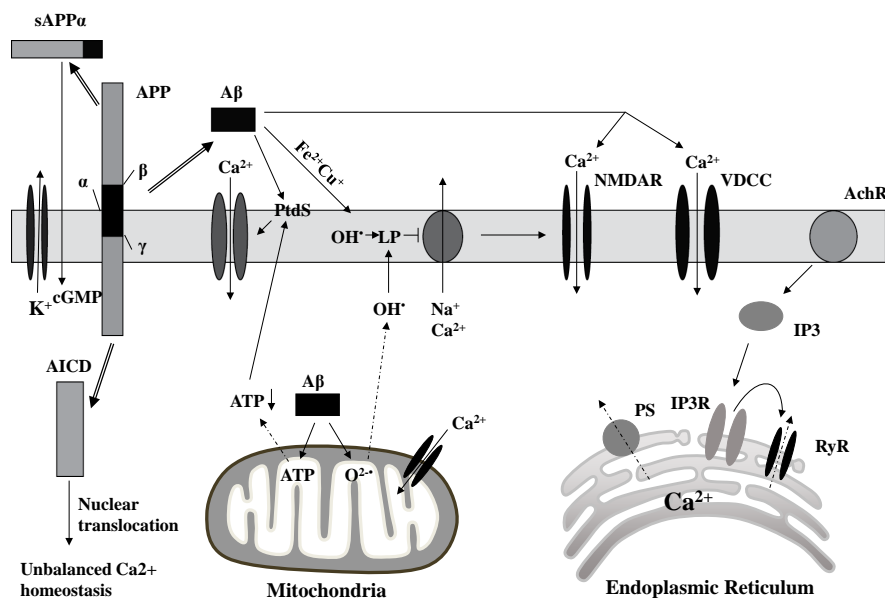 sAPPα
APP
Aβ
Fe²⁺Cu⁺
Ca²⁺
Ca²⁺
NMDAR
Ca²⁺
VDCC
AchR
α
β
γ
PtdS
OH•
LP
K⁺
cGMP
OH•
Na⁺
Ca²⁺
IP3
AICD
ATP
Aβ
Ca²⁺
PS
IP3R
RyR
ATP
O²⁻•
Ca²⁺
Nuclear
translocation
Unbalanced Ca2+
homeostasis
Mitochondria
Endoplasmic Reticulum